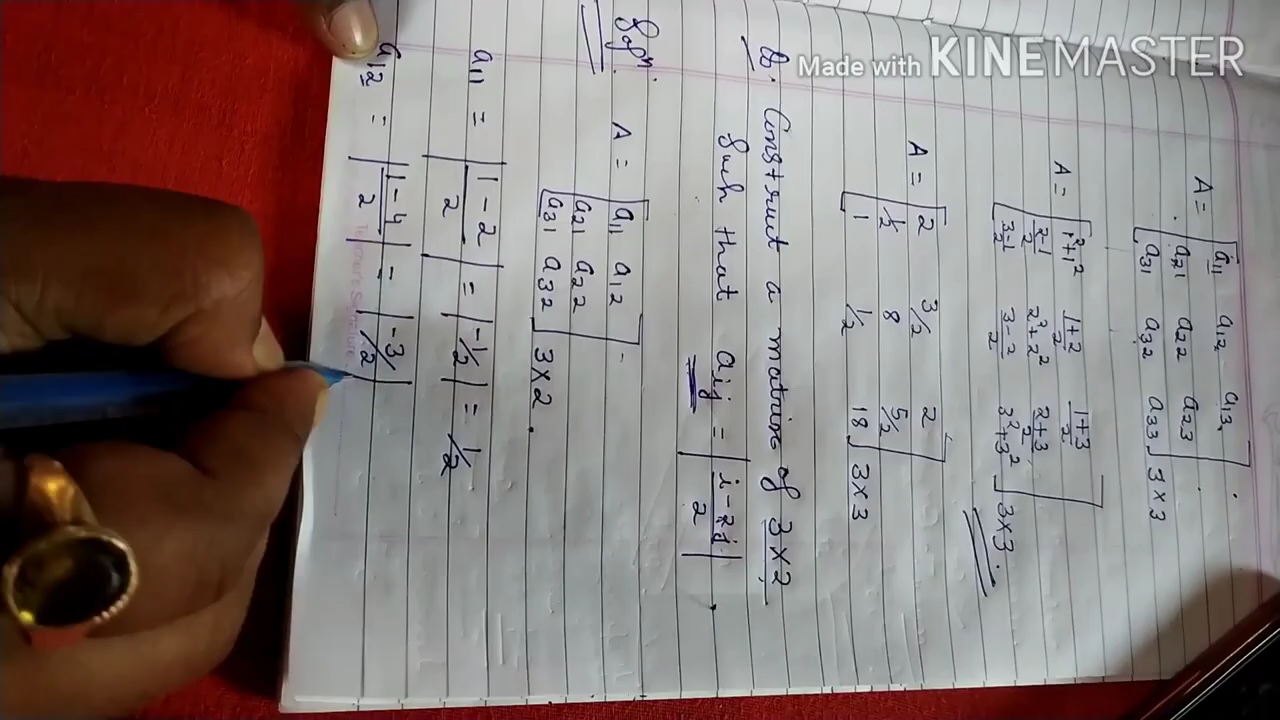 Made with KINEMASTER
A = [a11 a12 a13
a21 a22 a23
a31 a32 a33] 3×3
A = [1²+1² 1+2/2 1+3/2
2-1/2 2²+2² 2+3/2
3-1/2 3-2/2 3²+3²] 3×3.
A = [2 3/2 2
1/2 8 5/2
1 1/2 18] 3×3
Q. Construct a matrix of 3×2
such that aij = |i-2j/2|.
Solⁿ. A = [a11 a12
a21 a22
a31 a32] 3×2.
a11 = |1-2/2| = |-1/2| = 1/2
a12 = |1-4/2| = |-3/2|
Teacher's Signature